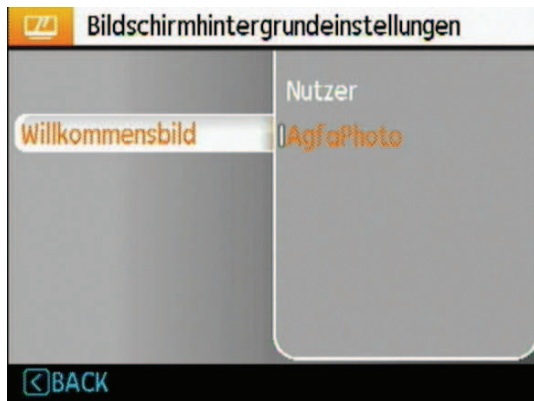 Bildschirmhintergrundeinstellungen
Nutzer
Willkommensbild
AgfaPhoto
BACK